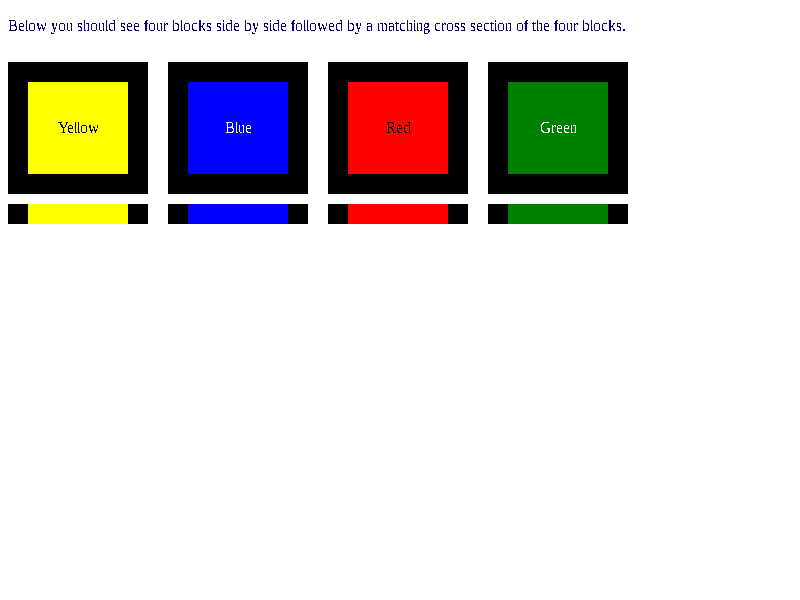 Below you should see four blocks side by side followed by a matching cross section of the four blocks.
Yellow
Blue
Red
Green